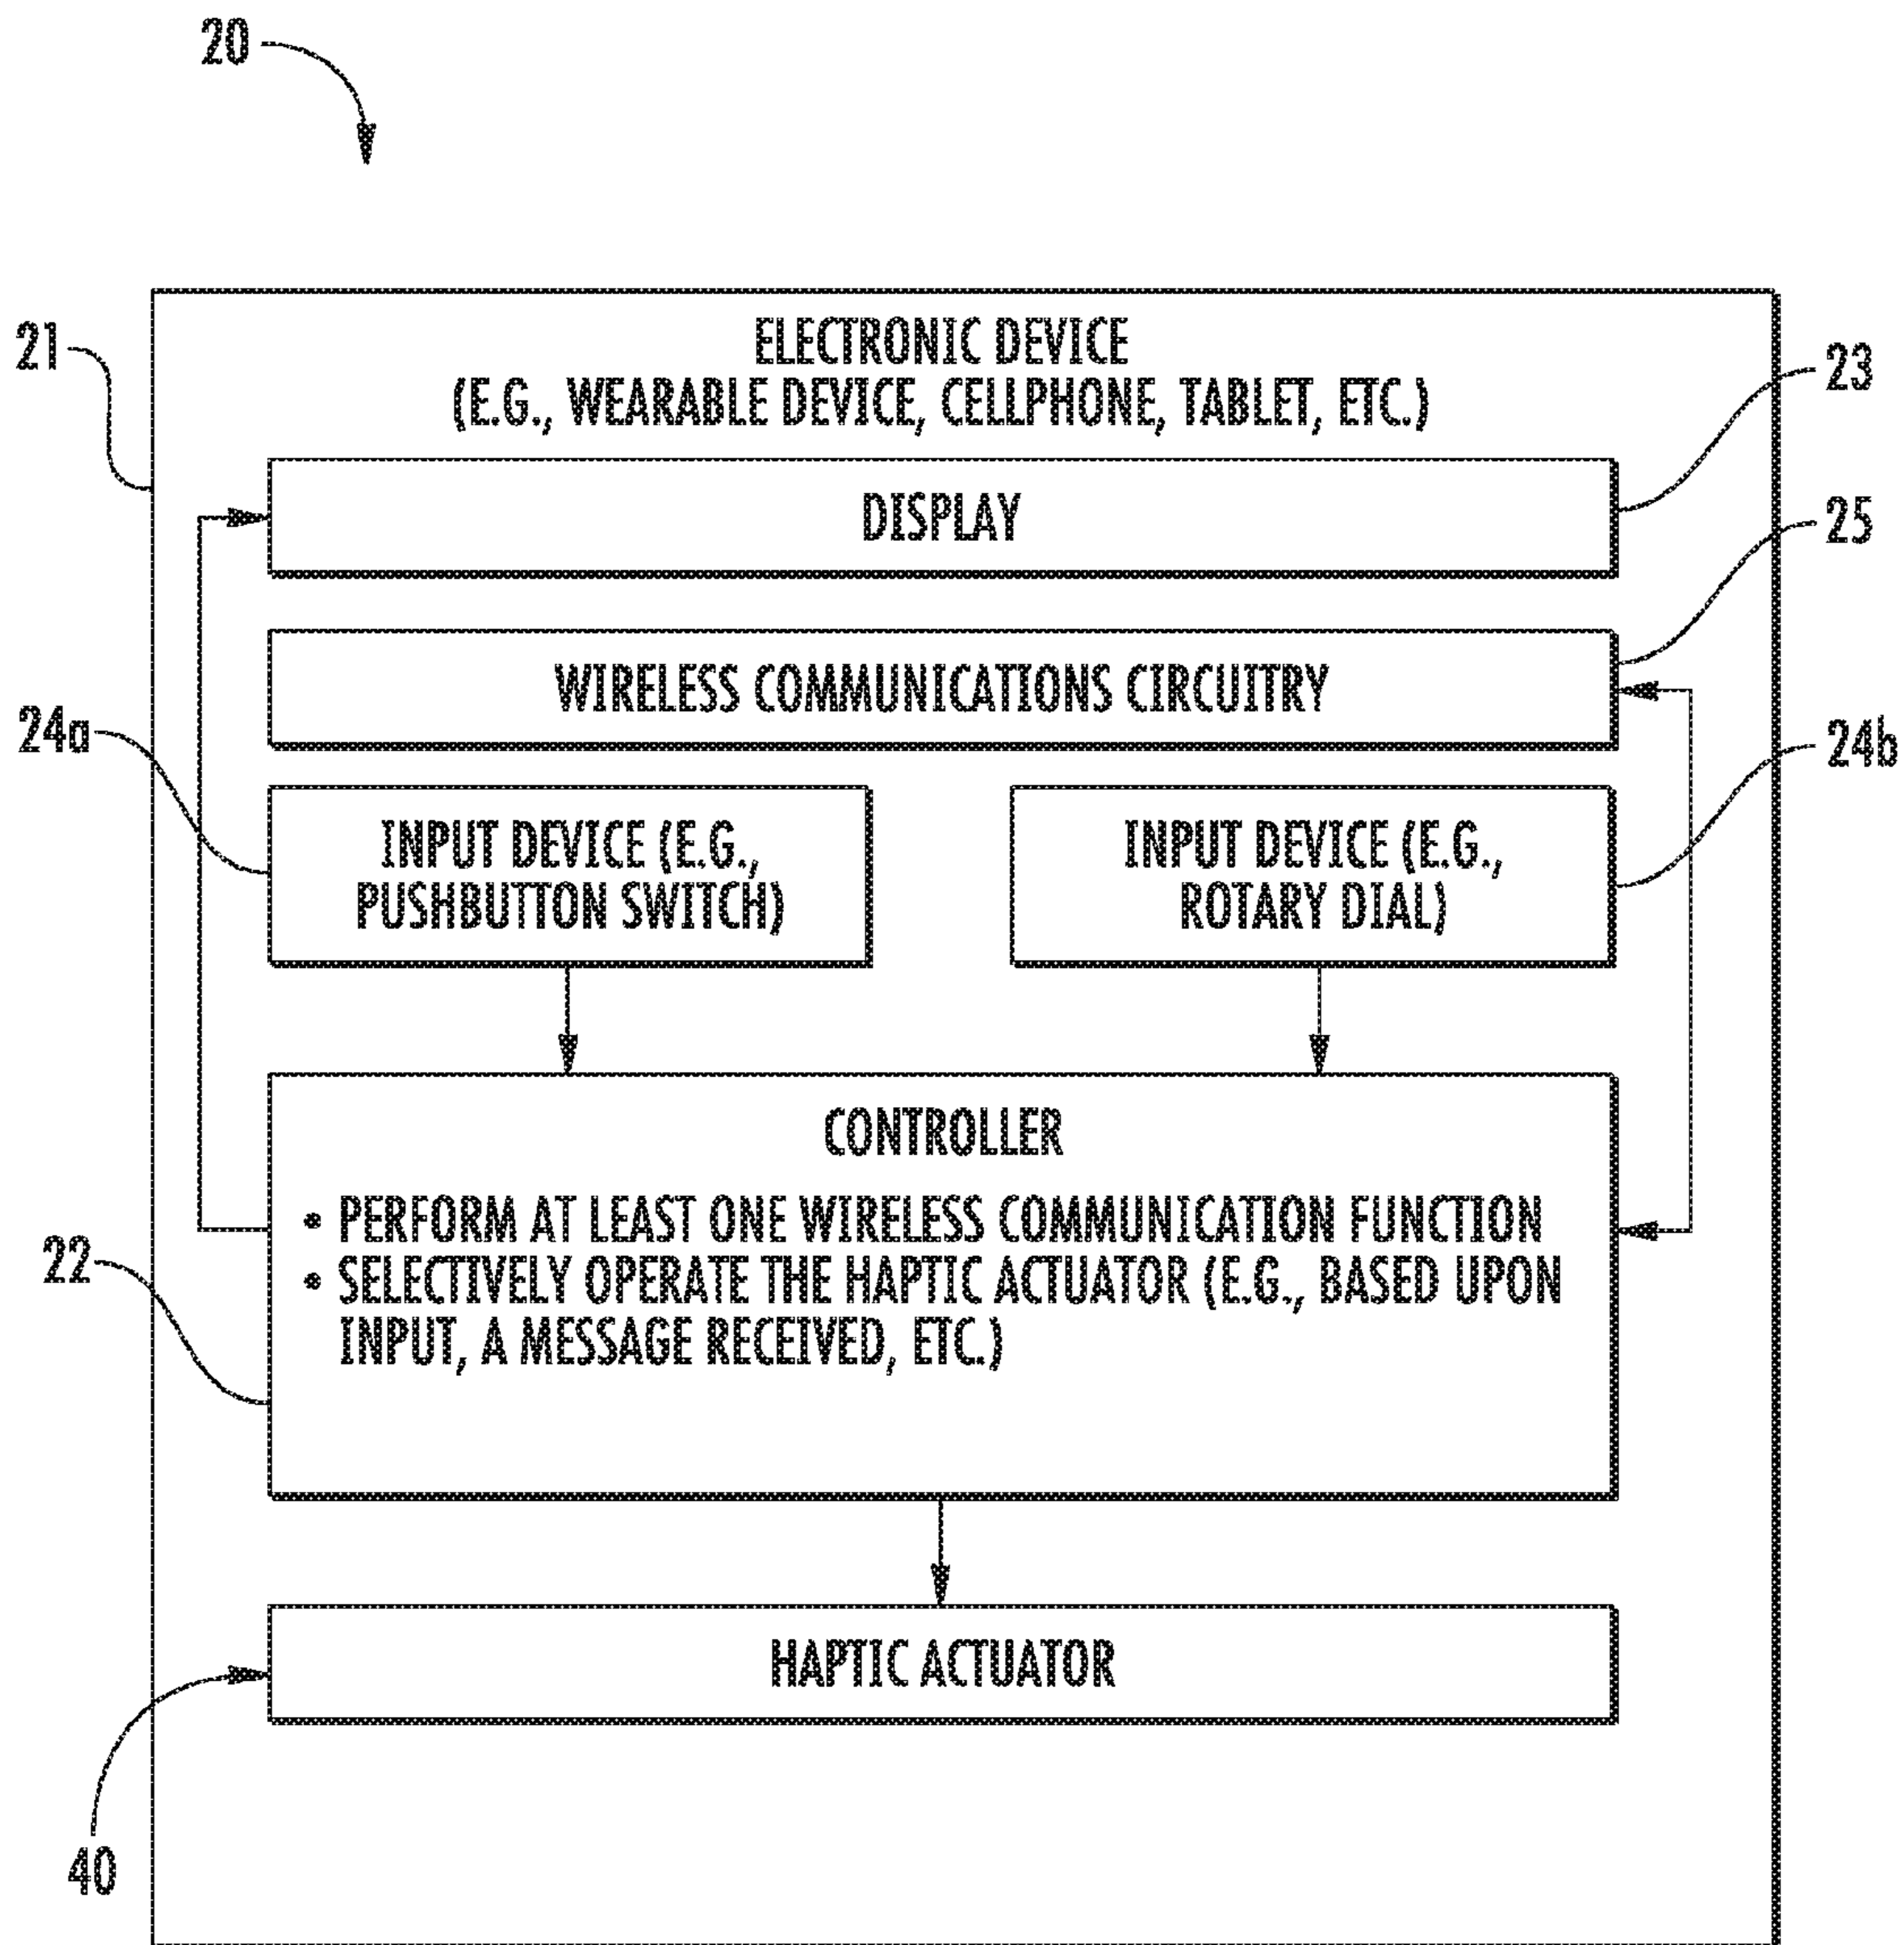 20
21
ELECTRONIC DEVICE
(E.G., WEARABLE DEVICE, CELLPHONE, TABLET, ETC.)
23
DISPLAY
25
WIRELESS COMMUNICATIONS CIRCUITRY
24a
24b
INPUT DEVICE (E.G.,
PUSHBUTTON SWITCH)
INPUT DEVICE (E.G.,
ROTARY DIAL)
CONTROLLER
• PERFORM AT LEAST ONE WIRELESS COMMUNICATION FUNCTION
• SELECTIVELY OPERATE THE HAPTIC ACTUATOR (E.G., BASED UPON
INPUT, A MESSAGE RECEIVED, ETC.)
22
HAPTIC ACTUATOR
40